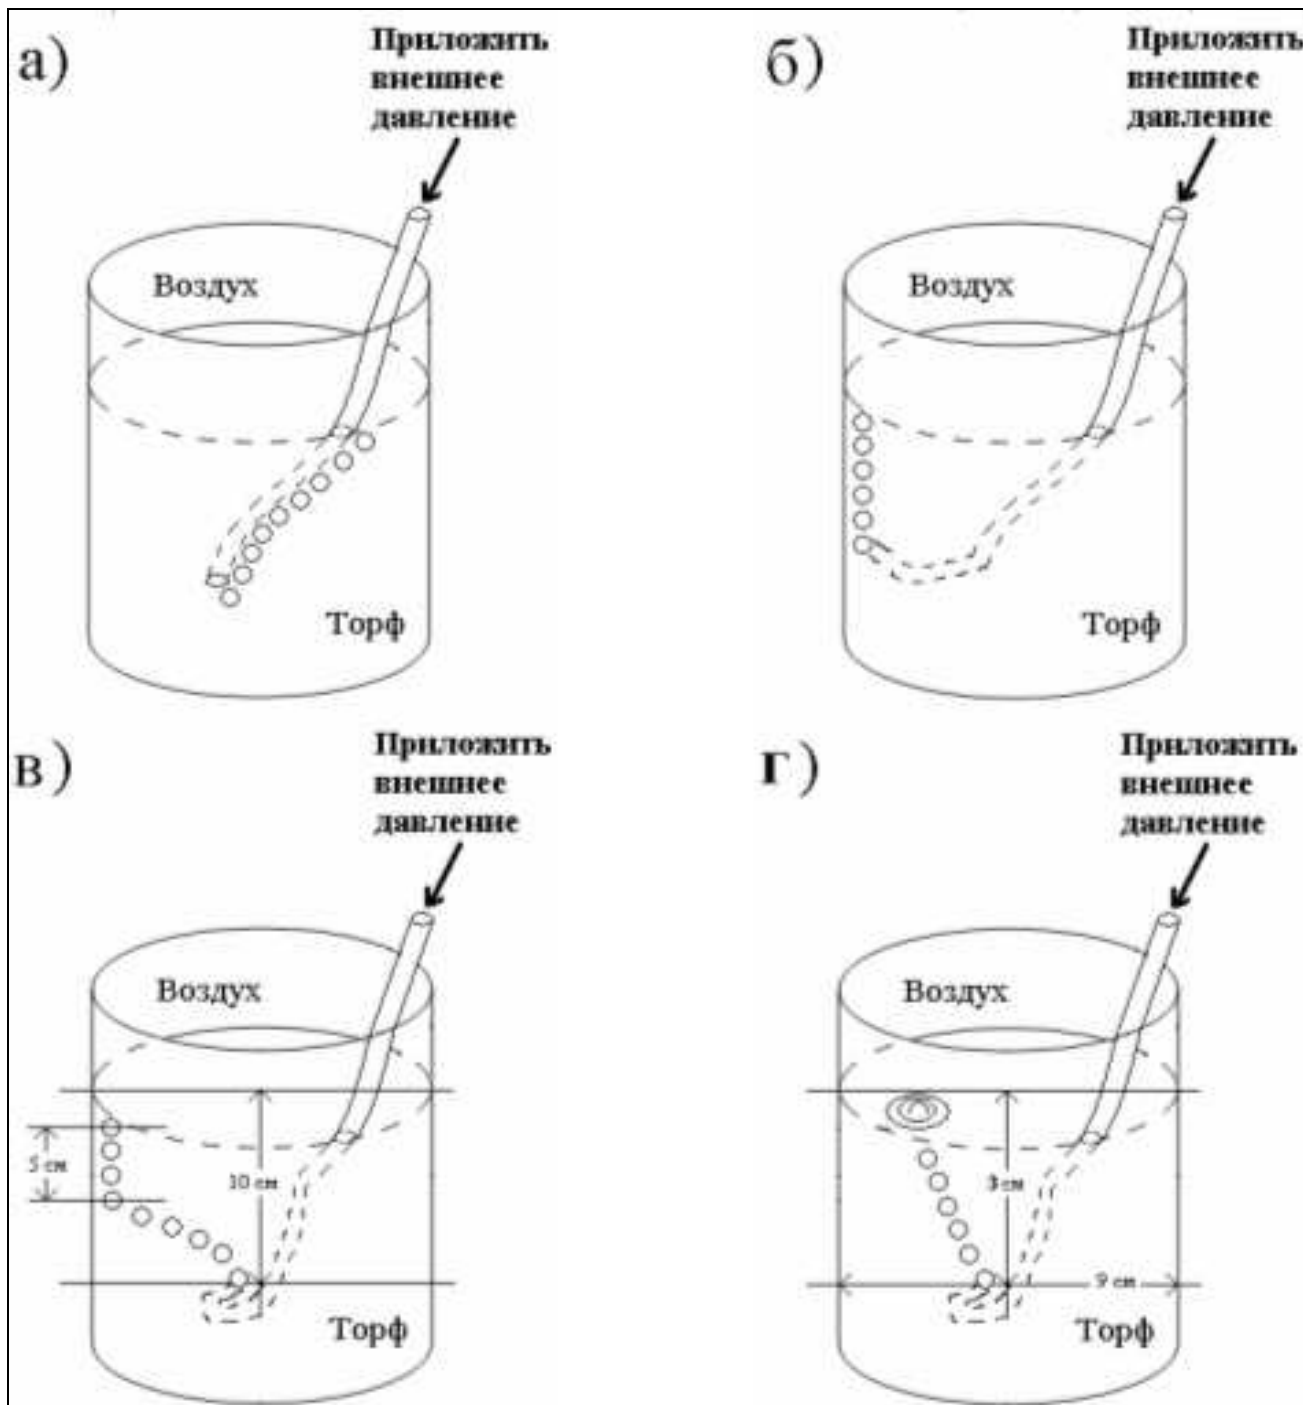 а)
Приложить
внешнее
давление
Воздух
Торф
б)
Приложить
внешнее
давление
Воздух
Торф
в)
Приложить
внешнее
давление
Воздух
5 см
10 см
Торф
г)
Приложить
внешнее
давление
Воздух
3 см
9 см
Торф